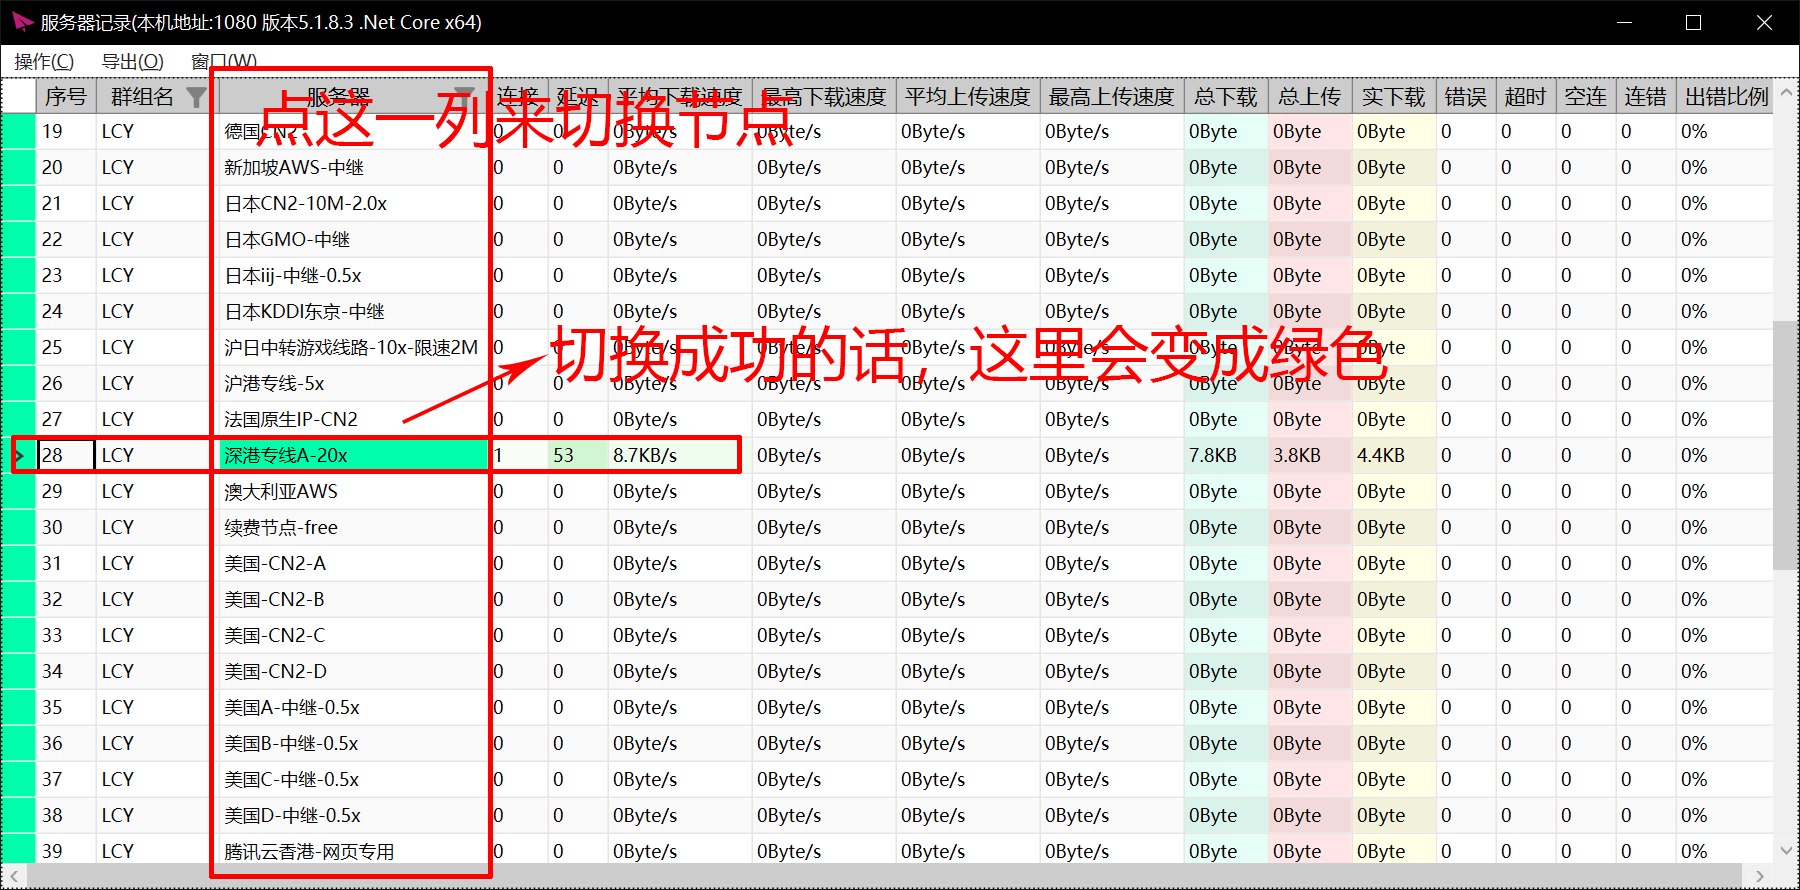 服务器记录(本机地址:1080 版本5.1.8.3 .Net Core x64)
操作(C) 导出(O) 窗口(W)
序号 群组名 服务器 连接 延迟 平均下载速度 最高下载速度 平均上传速度 最高上传速度 总下载 总上传 实下载 错误 超时 空连 连错 出错比例
点这一列来切换节点
19 LCY 德国CN2 0 0 0Byte/s 0Byte/s 0Byte/s 0Byte/s 0Byte 0Byte 0Byte 0 0 0 0 0%
20 LCY 新加坡AWS-中继 0 0 0Byte/s 0Byte/s 0Byte/s 0Byte/s 0Byte 0Byte 0Byte 0 0 0 0 0%
21 LCY 日本CN2-10M-2.0x 0 0 0Byte/s 0Byte/s 0Byte/s 0Byte/s 0Byte 0Byte 0Byte 0 0 0 0 0%
22 LCY 日本GMO-中继 0 0 0Byte/s 0Byte/s 0Byte/s 0Byte/s 0Byte 0Byte 0Byte 0 0 0 0 0%
23 LCY 日本iij-中继-0.5x 0 0 0Byte/s 0Byte/s 0Byte/s 0Byte/s 0Byte 0Byte 0Byte 0 0 0 0 0%
24 LCY 日本KDDI东京-中继 0 0 0Byte/s 0Byte/s 0Byte/s 0Byte/s 0Byte 0Byte 0Byte 0 0 0 0 0%
25 LCY 沪日中转游戏线路-10x-限速2M 0 0 0Byte/s 0Byte/s 0Byte/s 0Byte/s 0Byte 0Byte 0Byte 0 0 0 0 0%
切换成功的话，这里会变成绿色
26 LCY 沪港专线-5x 0 0 0Byte/s 0Byte/s 0Byte/s 0Byte/s 0Byte 0Byte 0Byte 0 0 0 0 0%
27 LCY 法国原生IP-CN2 0 0 0Byte/s 0Byte/s 0Byte/s 0Byte/s 0Byte 0Byte 0Byte 0 0 0 0 0%
28 LCY 深港专线A-20x 1 53 8.7KB/s 0Byte/s 0Byte/s 0Byte/s 7.8KB 3.8KB 4.4KB 0 0 0 0 0%
29 LCY 澳大利亚AWS 0 0 0Byte/s 0Byte/s 0Byte/s 0Byte/s 0Byte 0Byte 0Byte 0 0 0 0 0%
30 LCY 续费节点-free 0 0 0Byte/s 0Byte/s 0Byte/s 0Byte/s 0Byte 0Byte 0Byte 0 0 0 0 0%
31 LCY 美国-CN2-A 0 0 0Byte/s 0Byte/s 0Byte/s 0Byte/s 0Byte 0Byte 0Byte 0 0 0 0 0%
32 LCY 美国-CN2-B 0 0 0Byte/s 0Byte/s 0Byte/s 0Byte/s 0Byte 0Byte 0Byte 0 0 0 0 0%
33 LCY 美国-CN2-C 0 0 0Byte/s 0Byte/s 0Byte/s 0Byte/s 0Byte 0Byte 0Byte 0 0 0 0 0%
34 LCY 美国-CN2-D 0 0 0Byte/s 0Byte/s 0Byte/s 0Byte/s 0Byte 0Byte 0Byte 0 0 0 0 0%
35 LCY 美国A-中继-0.5x 0 0 0Byte/s 0Byte/s 0Byte/s 0Byte/s 0Byte 0Byte 0Byte 0 0 0 0 0%
36 LCY 美国B-中继-0.5x 0 0 0Byte/s 0Byte/s 0Byte/s 0Byte/s 0Byte 0Byte 0Byte 0 0 0 0 0%
37 LCY 美国C-中继-0.5x 0 0 0Byte/s 0Byte/s 0Byte/s 0Byte/s 0Byte 0Byte 0Byte 0 0 0 0 0%
38 LCY 美国D-中继-0.5x 0 0 0Byte/s 0Byte/s 0Byte/s 0Byte/s 0Byte 0Byte 0Byte 0 0 0 0 0%
39 LCY 腾讯云香港-网页专用 0 0 0Byte/s 0Byte/s 0Byte/s 0Byte/s 0Byte 0Byte 0Byte 0 0 0 0 0%